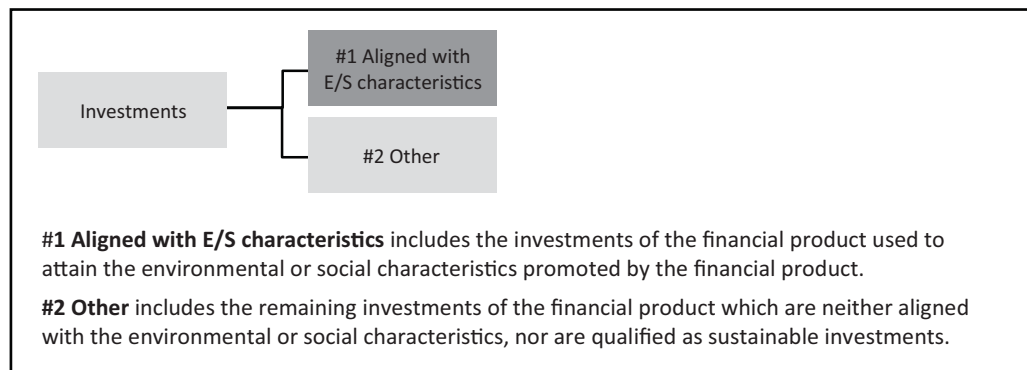 #1 Aligned with
E/S characteristics
Investments
#2 Other
#1 Aligned with E/S characteristics includes the investments of the financial product used to
attain the environmental or social characteristics promoted by the financial product.
#2 Other includes the remaining investments of the financial product which are neither aligned
with the environmental or social characteristics, nor are qualified as sustainable investments.